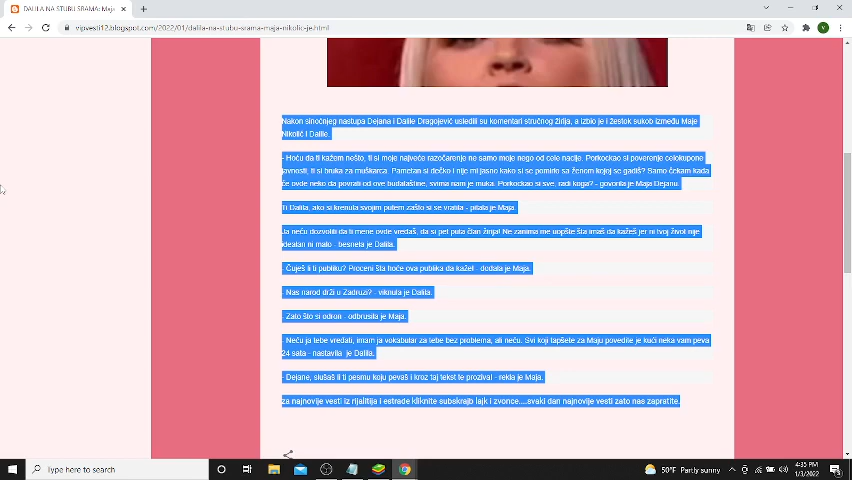 DALILA NA STUBU SRAMA: Maja
vipvesti12.blogspot.com/2022/01/dalila-na-stubu-srama-maja-nikolic-je.html
Nakon sinoćnjeg nastupa Dejana i Dalile Dragojević usledili su komentari stručnog žirija, a izbio je i žestok sukob između Maje
Nikolić i Dalile.
- Hoću da ti kažem nešto, ti si moje najveće razočarenje ne samo moje nego od cele nacije. Porkockao si poverenje celokupone
javnosti, ti si bruka za muškarca. Pametan si dečko i nije mi jasno kako si se pomirio sa ženom kojoj se gadiš? Samo čekam kada
će ovde neko da povrati od ove budalaštine, svima nam je muka. Porkockao si sve, radi koga? - govorila je Maja Dejanu.
Ti Dalila, ako si krenula svojim putem zašto si se vratila - pitala je Maja.
Ja neću dozvoliti da ti mene ovde vređaš, da si pet puta član žirija! Ne zanima me uopšte šta imaš da kažeš jer ni tvoj život nije
idealan ni malo - besnela je Dalila.
- Čuješ li ti publiku? Proceni šta hoće ova publika da kaže! - dodala je Maja.
- Nas narod drži u Zadruzi? - viknula je Dalila.
- Zato što si odron - odbrusila je Maja.
- Neću ja tebe vređati, imam ja vokabular za tebe bez problema, ali neću. Svi koji tapšete za Maju povedite je kući neka vam peva
24 sata - nastavila je Dalila.
- Dejane, slušaš li ti pesmu koju pevaš i kroz taj tekst te prozival - rekla je Maja.
za najnovije vesti iz rijalitija i estrade kliknite subskrajb lajk i zvonce....svaki dan najnovije vesti zato nas zapratite.
Type here to search
50°F Partly sunny
4:35 PM
1/3/2022